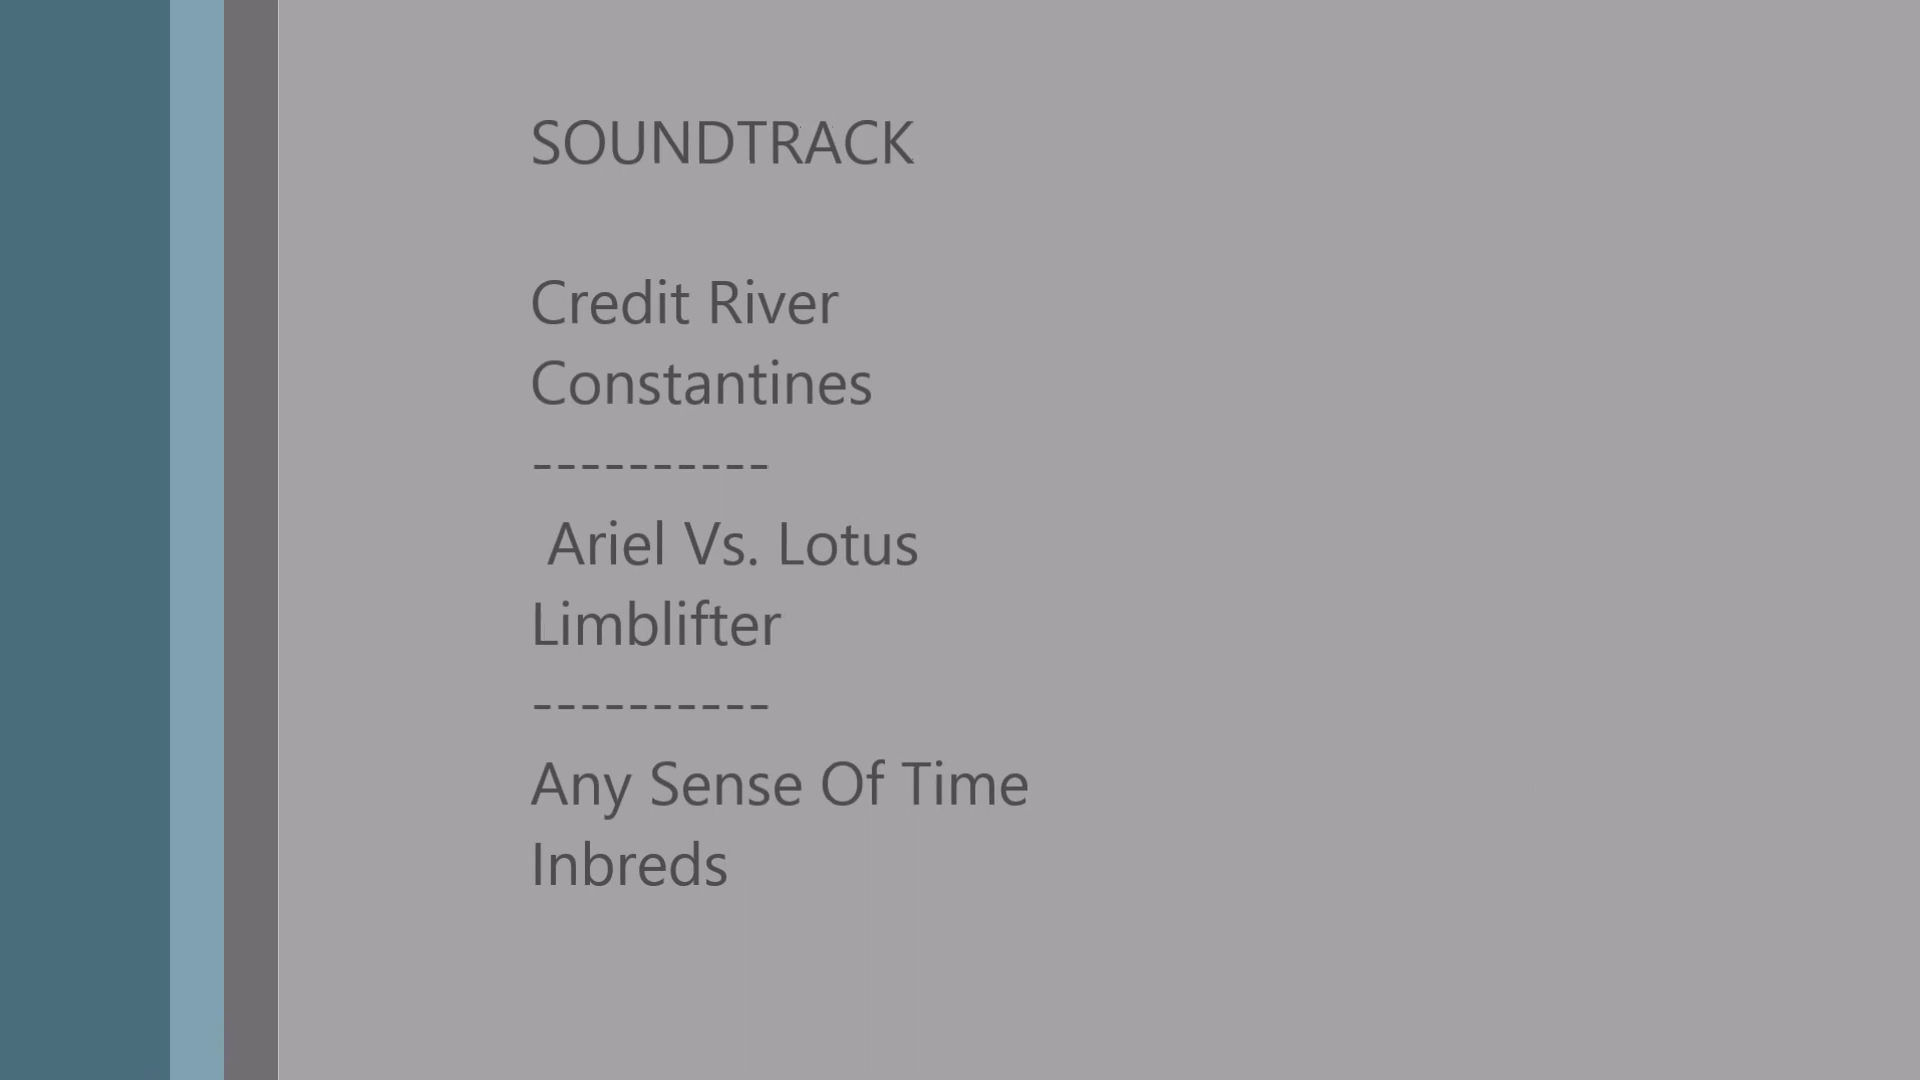 SOUNDTRACK
Credit River
Constantines
----------
Ariel Vs. Lotus
Limblifter
----------
Any Sense Of Time
Inbreds